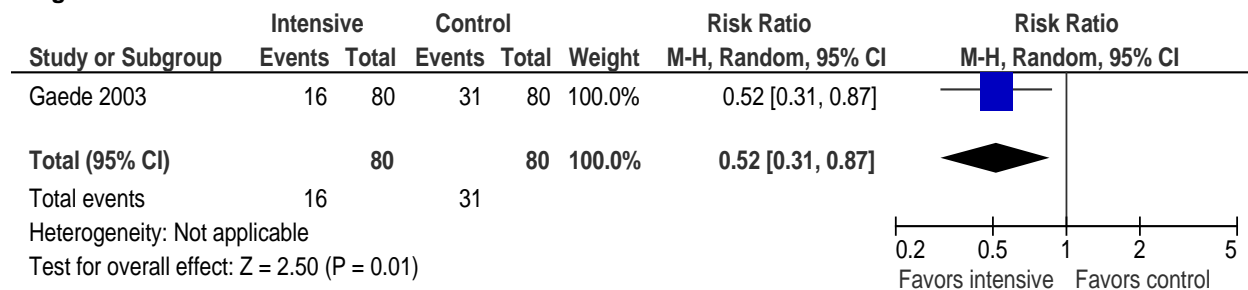 Intensive Control Risk Ratio Risk Ratio
Study or Subgroup Events Total Events Total Weight M-H, Random, 95% CI M-H, Random, 95% CI
Gaede 2003 16 80 31 80 100.0% 0.52 [0.31, 0.87]
Total (95% CI) 80 80 100.0% 0.52 [0.31, 0.87]
Total events 16 31
Heterogeneity: Not applicable
Test for overall effect: Z = 2.50 (P = 0.01)
0.2 0.5 1 2 5
Favors intensive Favors control